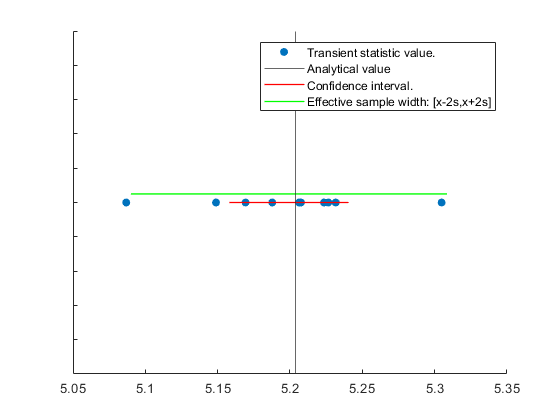 Transient statistic value.
Analytical value
Confidence interval.
Effective sample width: [x-2s,x+2s]
5.05 5.1 5.15 5.2 5.25 5.3 5.35